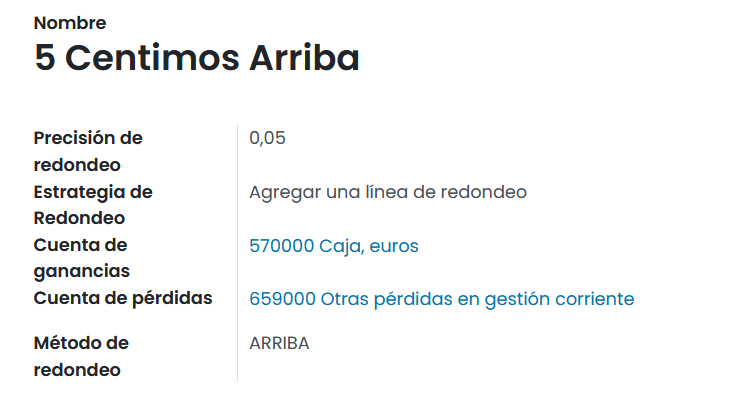 Nombre
5 Centimos Arriba
Precisión de redondeo
0,05
Estrategia de Redondeo
Agregar una línea de redondeo
Cuenta de ganancias
570000 Caja, euros
Cuenta de pérdidas
659000 Otras pérdidas en gestión corriente
Método de redondeo
ARRIBA